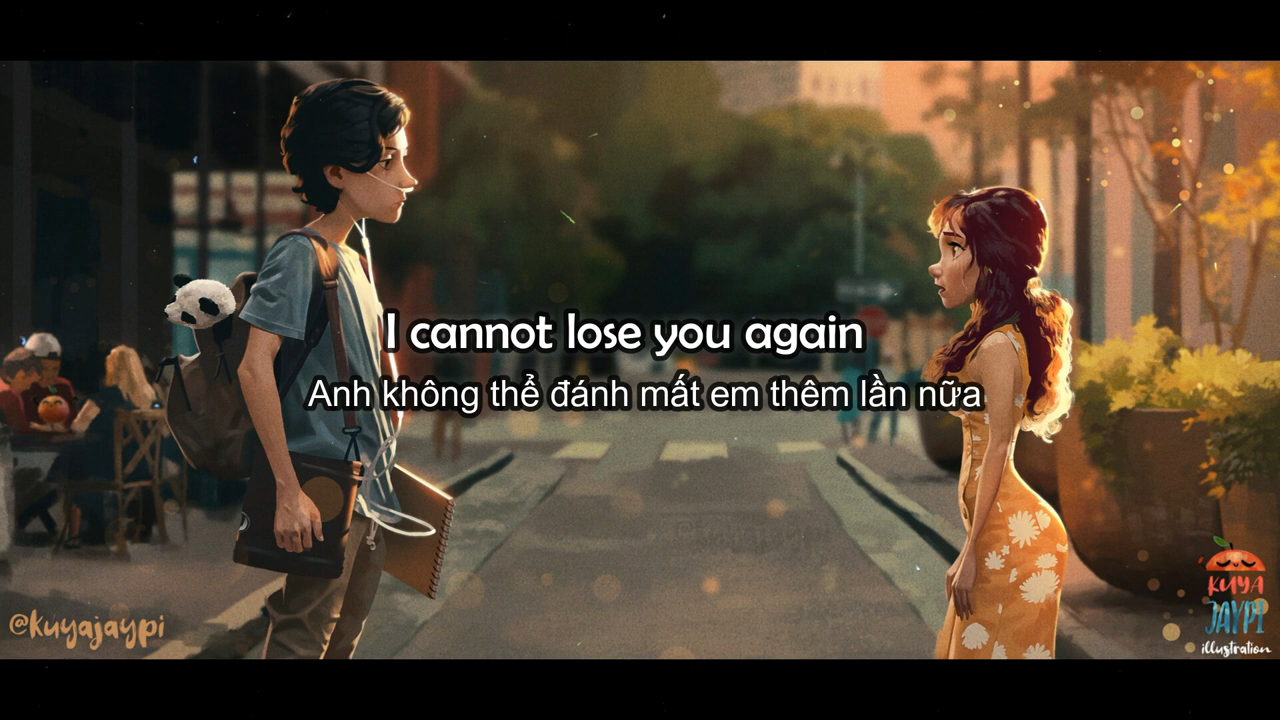 I cannot lose you again
Anh không thể đánh mất em thêm lần nữa
@kuyajaypi
KUYA
JAYPI
illustration